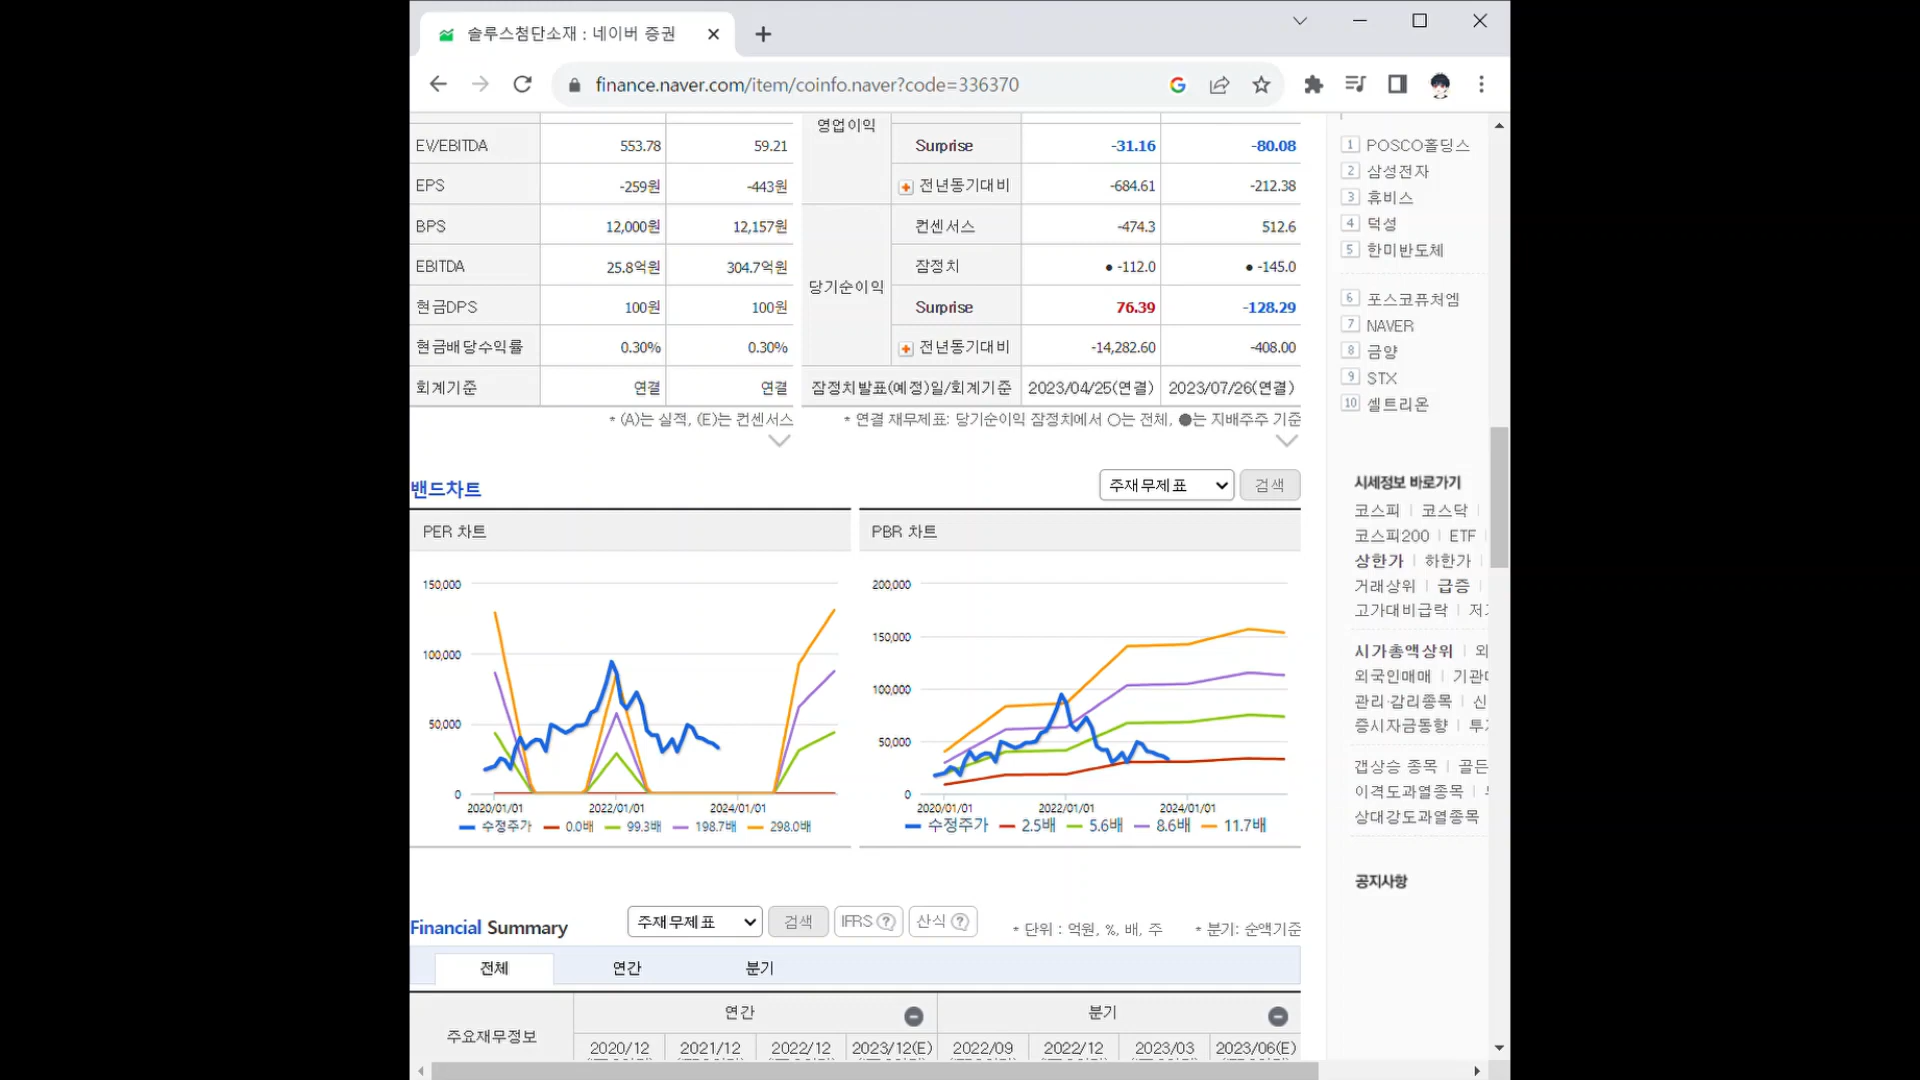 솔루스첨단소재 : 네이버 증권
finance.naver.com/item/coinfo.naver?code=336370
영업이익
EV/EBITDA 553.78 59.21 Surprise -31.16 -80.08
EPS -259원 -443원 전년동기대비 -684.61 -212.38
BPS 12,000원 12,157원 컨센서스 -474.3 512.6
EBITDA 25.8억원 304.7억원 잠정치 ● -112.0 ● -145.0
당기순이익
현금DPS 100원 100원 Surprise 76.39 -128.29
현금배당수익률 0.30% 0.30% 전년동기대비 -14,282.60 -408.00
회계기준 연결 연결 잠정치발표(예정)일/회계기준 2023/04/25(연결) 2023/07/26(연결)
* (A)는 실적, (E)는 컨센서스
* 연결 재무제표: 당기순이익 잠정치에서 ○는 전체, ●는 지배주주 기준
밴드차트 주재무제표 검색
PER 차트
150,000
100,000
50,000
0
2020/01/01 2022/01/01 2024/01/01
수정주가 0.0배 99.3배 198.7배 298.0배
PBR 차트
200,000
150,000
100,000
50,000
0
2020/01/01 2022/01/01 2024/01/01
수정주가 2.5배 5.6배 8.6배 11.7배
Financial Summary 주재무제표 검색 IFRS ? 산식 ? * 단위 : 억원, %, 배, 주 * 분기: 순액기준
전체 연간 분기
주요재무정보 연간 분기
2020/12 2021/12 2022/12 2023/12(E) 2022/09 2022/12 2023/03 2023/06(E)
1 POSCO홀딩스
2 삼성전자
3 휴비스
4 덕성
5 한미반도체
6 포스코퓨처엠
7 NAVER
8 금양
9 STX
10 셀트리온
시세정보 바로가기
코스피 코스닥
코스피200 ETF
상한가 하한가
거래상위 급증
고가대비급락
시가총액상위
외국인매매
관리·감리종목
증시자금동향
갭상승 종목
이격도과열종목
상대강도과열종목
공지사항